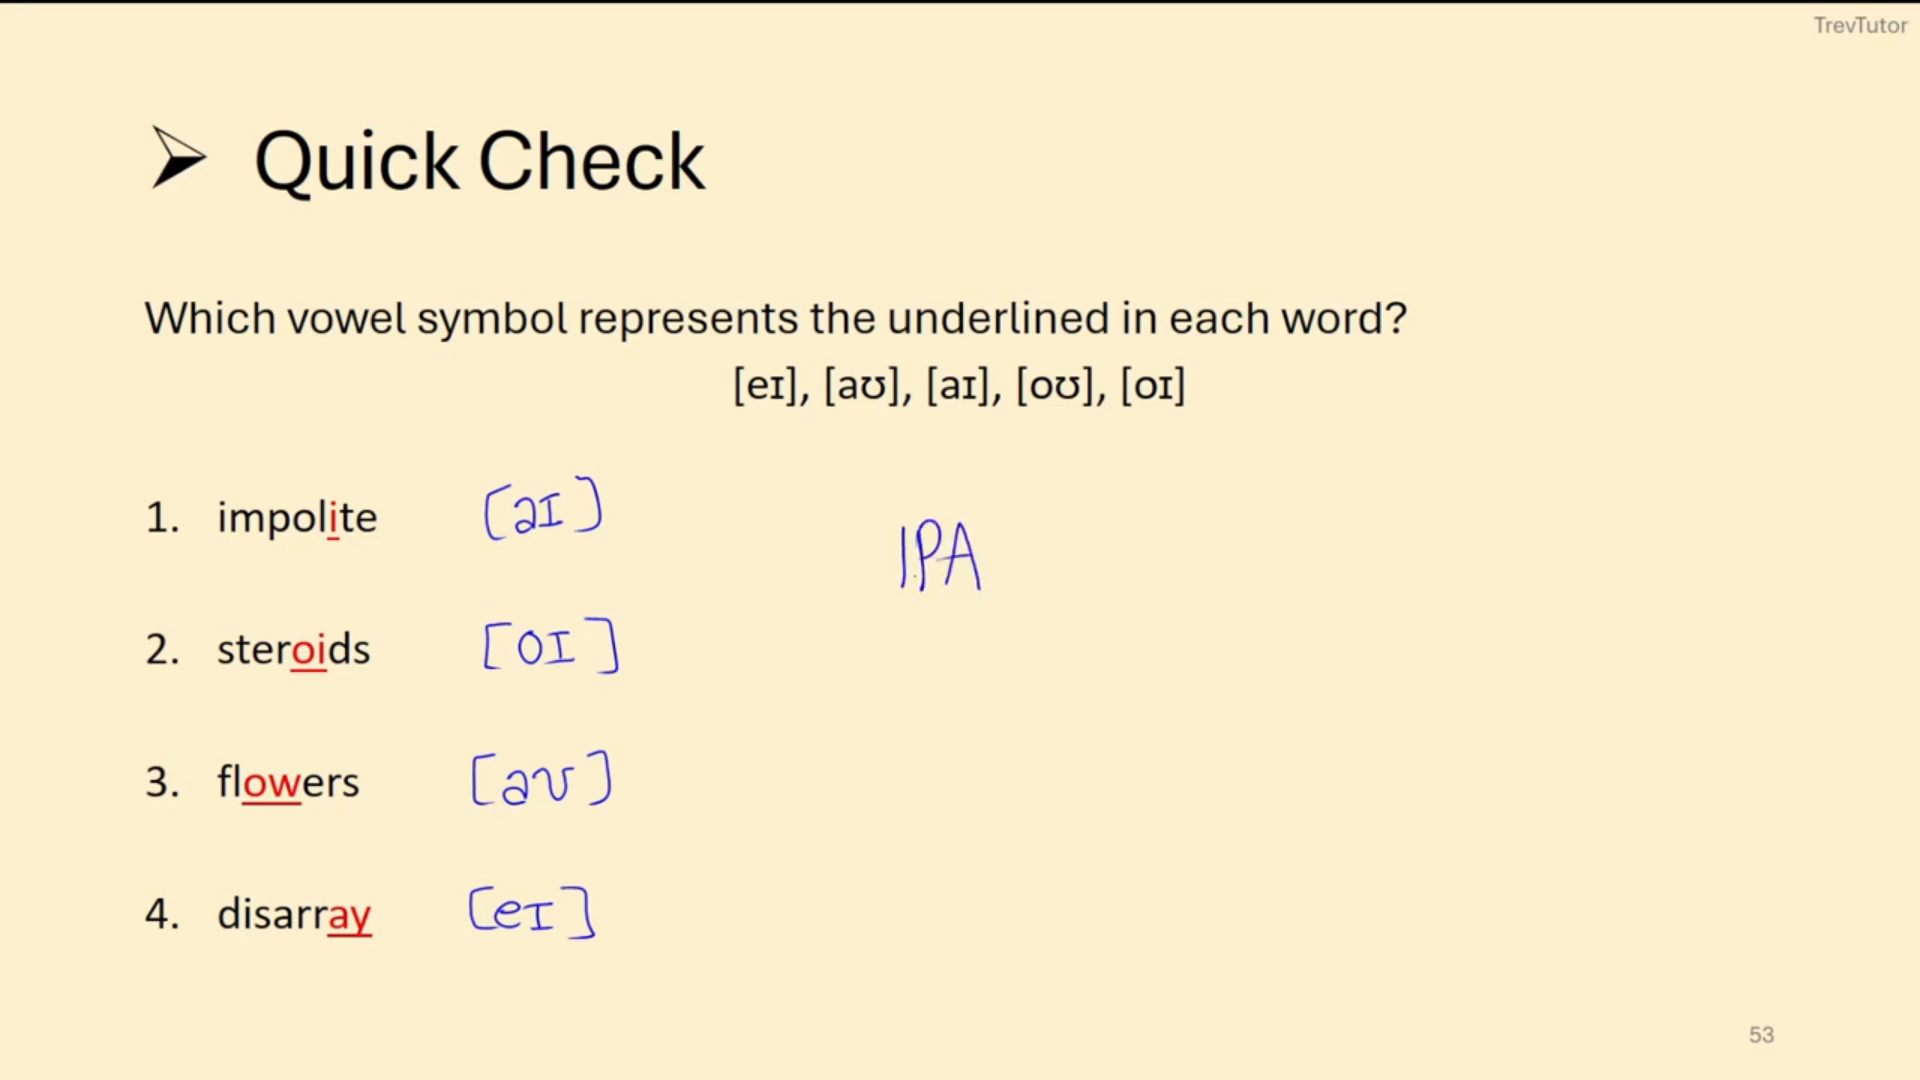 TrevTutor
➢ Quick Check
Which vowel symbol represents the underlined in each word?
[eɪ], [aʊ], [aɪ], [oʊ], [oɪ]
1. impolite [aɪ]
IPA
2. steroids [oɪ]
3. flowers [aʊ]
4. disarray [eɪ]
53